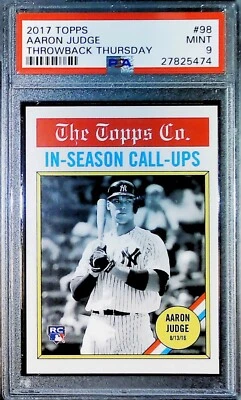 2017 TOPPS #98
AARON JUDGE MINT
THROWBACK THURSDAY 9
PSA 27825474
The Topps Co.
IN-SEASON CALL-UPS
NY
RC
AARON
JUDGE
8/13/16